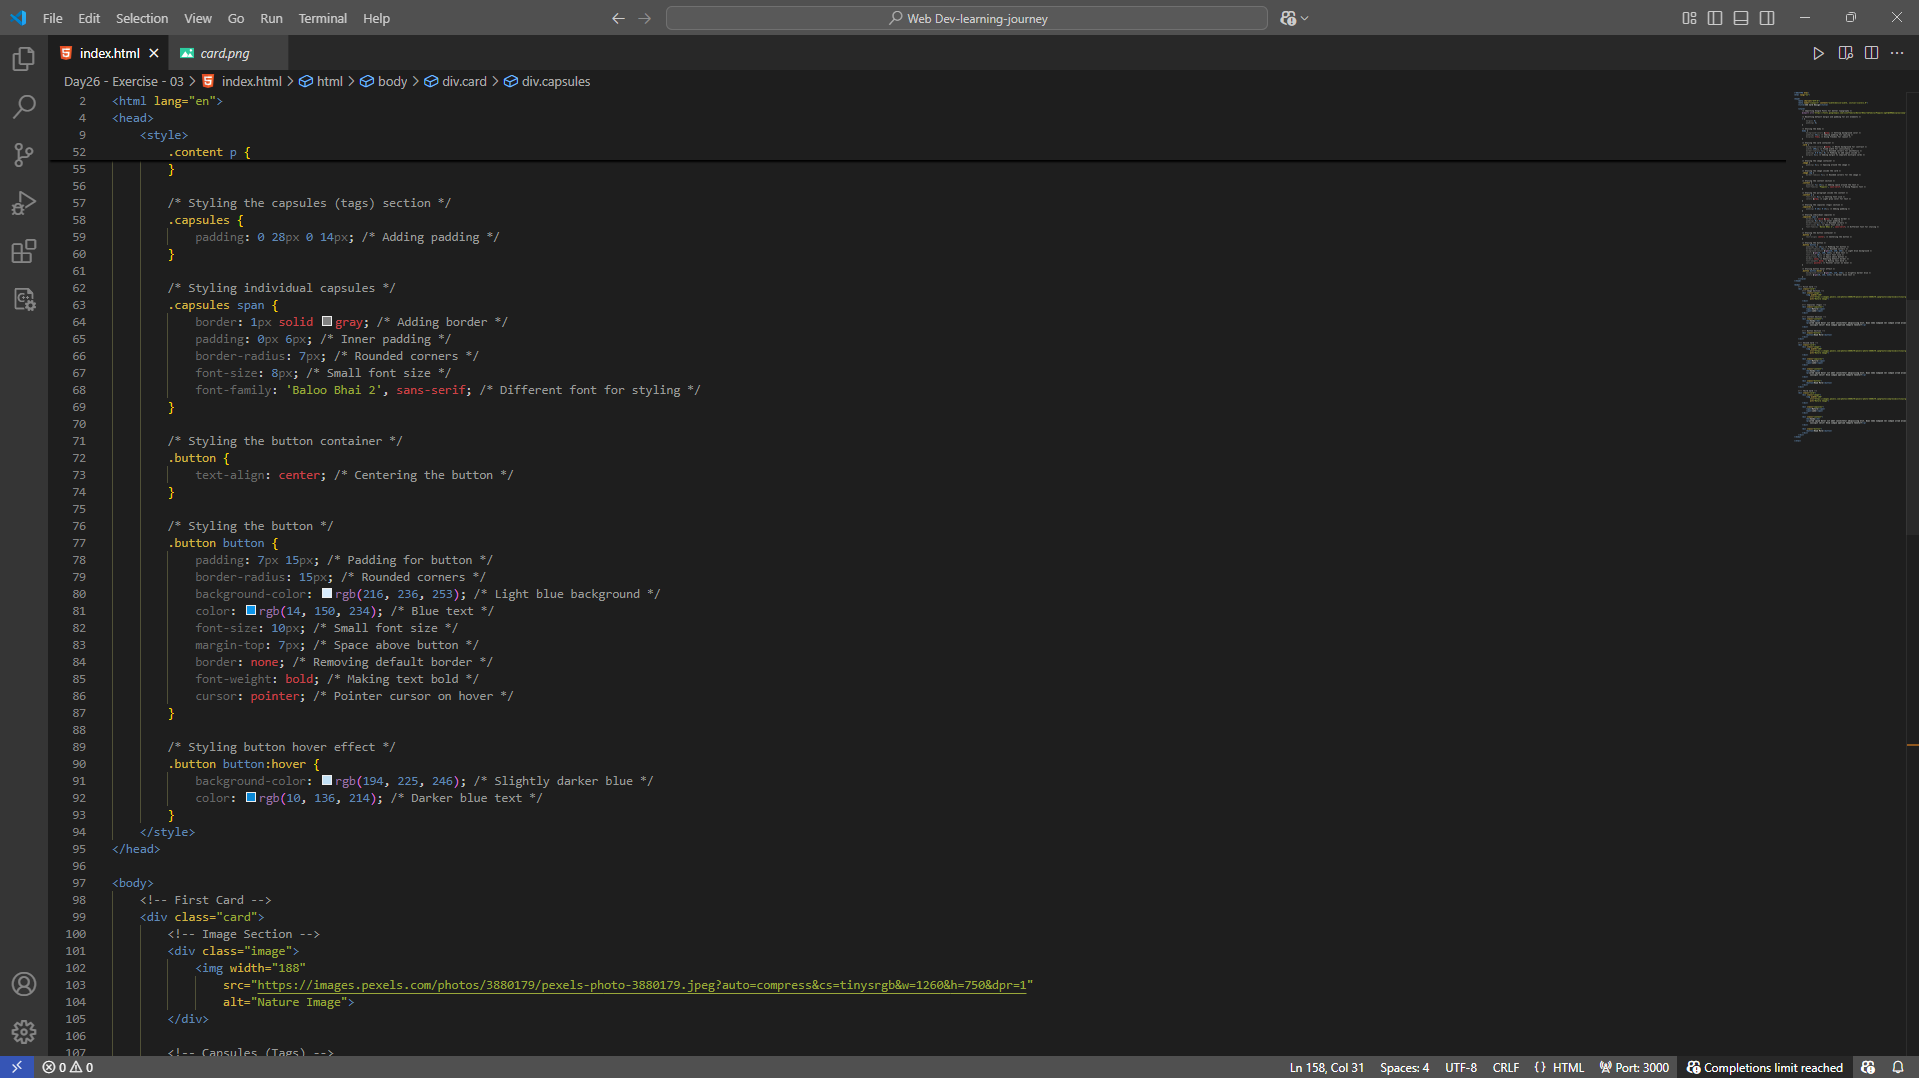 File Edit Selection View Go Run Terminal Help
Web Dev-learning-journey
index.html
card.png
Day26 - Exercise - 03 > index.html > html > body > div.card > div.capsules
2 <html lang="en">
4 <head>
9 <style>
52 .content p {
55 }
56
57 /* Styling the capsules (tags) section */
58 .capsules {
59 padding: 0 28px 0 14px; /* Adding padding */
60 }
61
62 /* Styling individual capsules */
63 .capsules span {
64 border: 1px solid gray; /* Adding border */
65 padding: 0px 6px; /* Inner padding */
66 border-radius: 7px; /* Rounded corners */
67 font-size: 8px; /* Small font size */
68 font-family: 'Baloo Bhai 2', sans-serif; /* Different font for styling */
69 }
70
71 /* Styling the button container */
72 .button {
73 text-align: center; /* Centering the button */
74 }
75
76 /* Styling the button */
77 .button button {
78 padding: 7px 15px; /* Padding for button */
79 border-radius: 15px; /* Rounded corners */
80 background-color: rgb(216, 236, 253); /* Light blue background */
81 color: rgb(14, 150, 234); /* Blue text */
82 font-size: 10px; /* Small font size */
83 margin-top: 7px; /* Space above button */
84 border: none; /* Removing default border */
85 font-weight: bold; /* Making text bold */
86 cursor: pointer; /* Pointer cursor on hover */
87 }
88
89 /* Styling button hover effect */
90 .button button:hover {
91 background-color: rgb(194, 225, 246); /* Slightly darker blue */
92 color: rgb(10, 136, 214); /* Darker blue text */
93 }
94 </style>
95 </head>
96
97 <body>
98 <!-- First Card -->
99 <div class="card">
100 <!-- Image Section -->
101 <div class="image">
102 <img width="188"
103 src="https://images.pexels.com/photos/3880179/pexels-photo-3880179.jpeg?auto=compress&cs=tinysrgb&w=1260&h=750&dpr=1"
104 alt="Nature Image">
105 </div>
106
107 <!-- Capsules (Tags) -->
0 0 Ln 158, Col 31 Spaces: 4 UTF-8 CRLF {} HTML Port: 3000 Completions limit reached